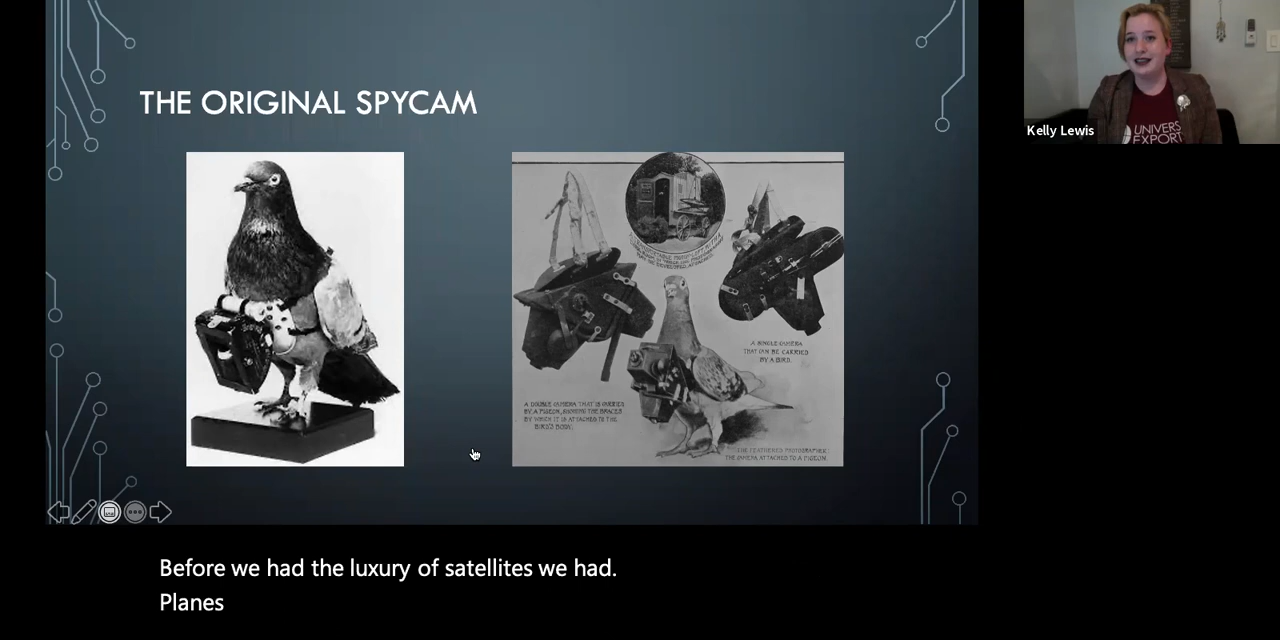 THE ORIGINAL SPYCAM
A SINGLE CAMERA
THAT CAN BE CARRIED
BY A BIRD.
A DOUBLE CAMERA THAT IS CARRIED
BY A PIGEON, SHOWING THE BRACES
BY WHICH IT IS ATTACHED TO THE
BIRD'S BODY.
THE FEATHERED PHOTOGRAPHER:
THE CAMERA ATTACHED TO A PIGEON.
Kelly Lewis
UNIVERS
EXPORT
Before we had the luxury of satellites we had.
Planes